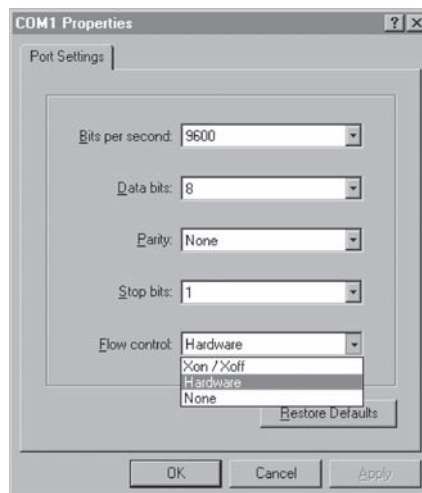 COM1 Properties
Port Settings
Bits per second: 9600
Data bits: 8
Parity: None
Stop bits: 1
Flow control: Hardware
Xon / Xoff
Hardware
None
Restore Defaults
OK Cancel Apply